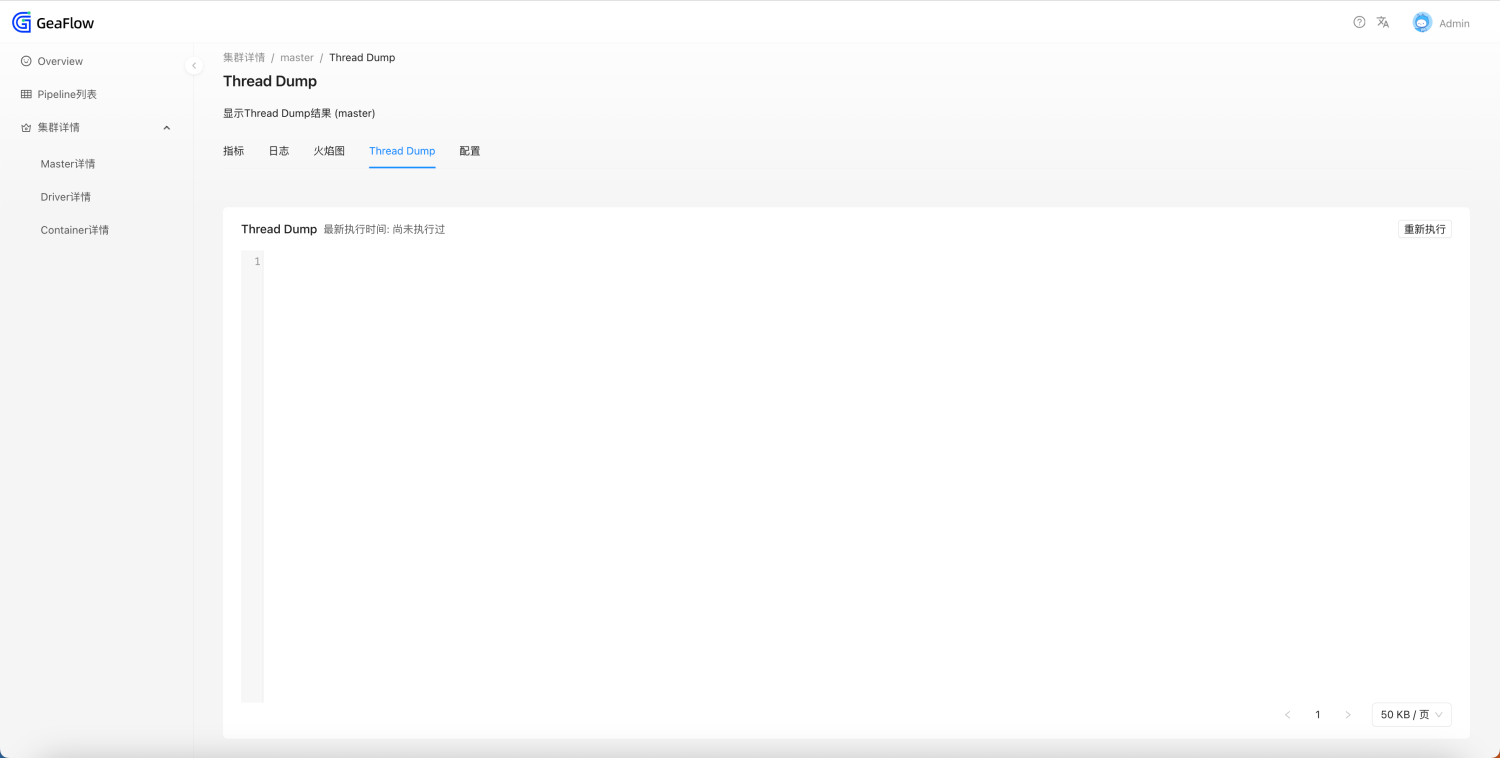 GeaFlow
Admin
Overview
Pipeline列表
集群详情
Master详情
Driver详情
Container详情
集群详情 / master / Thread Dump
Thread Dump
显示Thread Dump结果 (master)
指标 日志 火焰图 Thread Dump 配置
Thread Dump 最新执行时间: 尚未执行过
重新执行
1
1
50 KB / 页